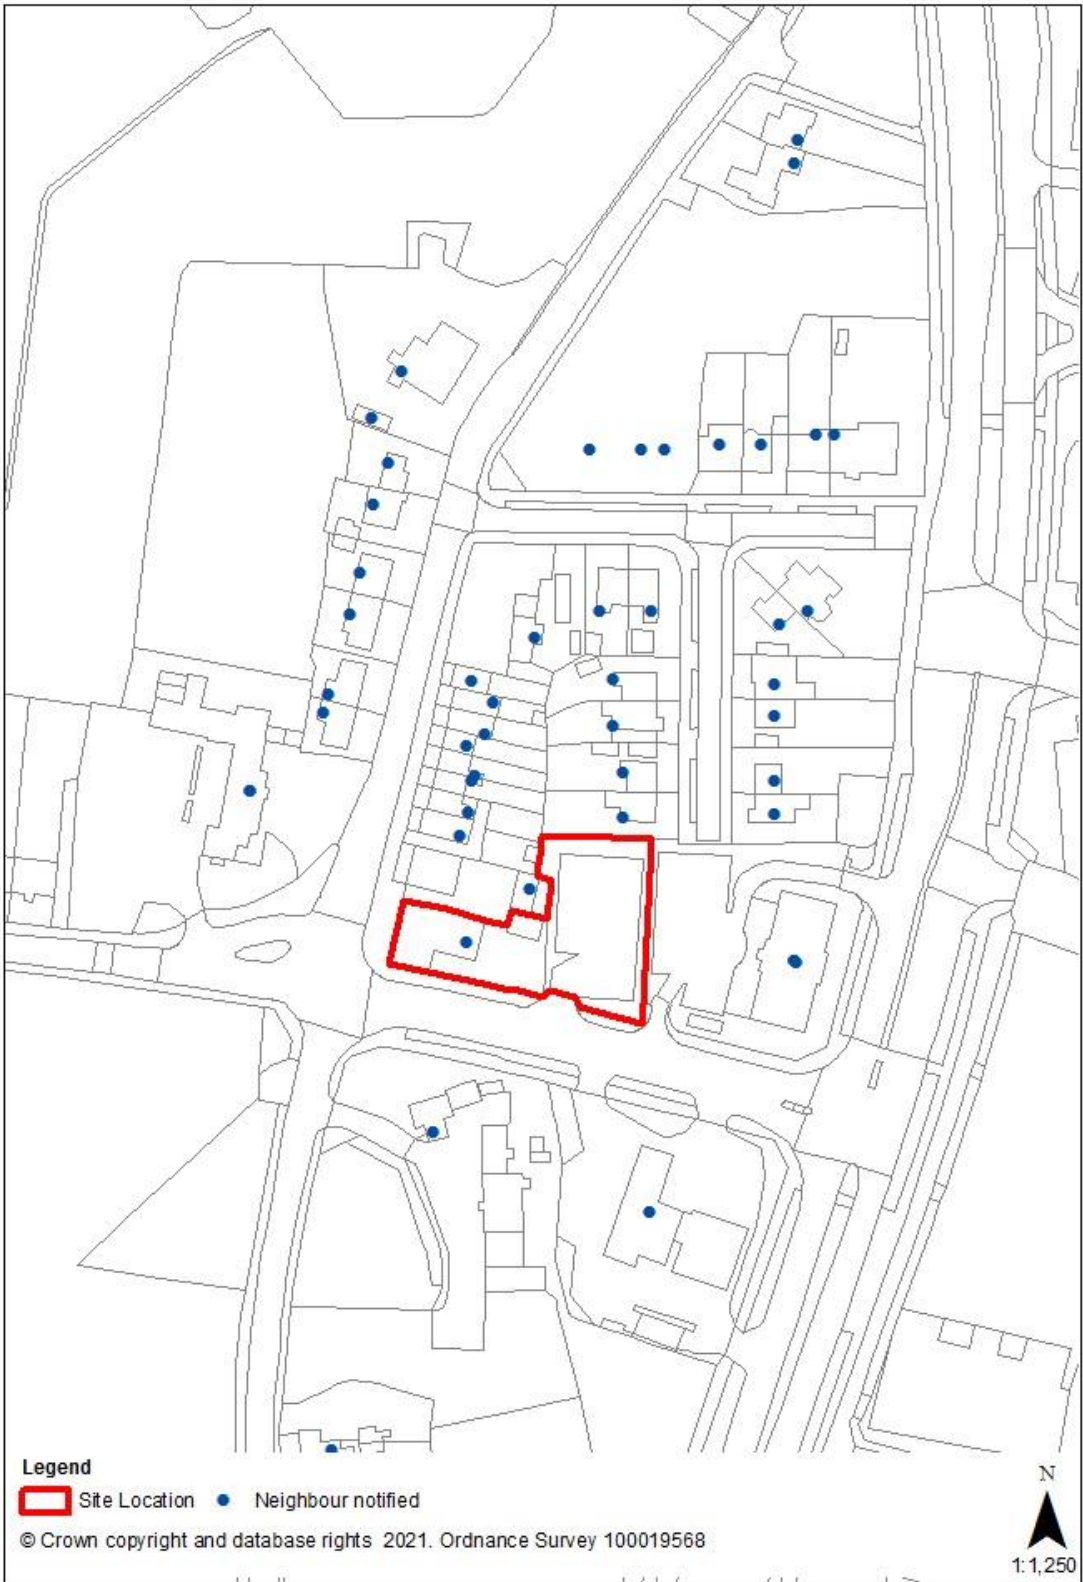 Legend
Site Location Neighbour notified
© Crown copyright and database rights 2021. Ordnance Survey 100019568
N
1:1,250